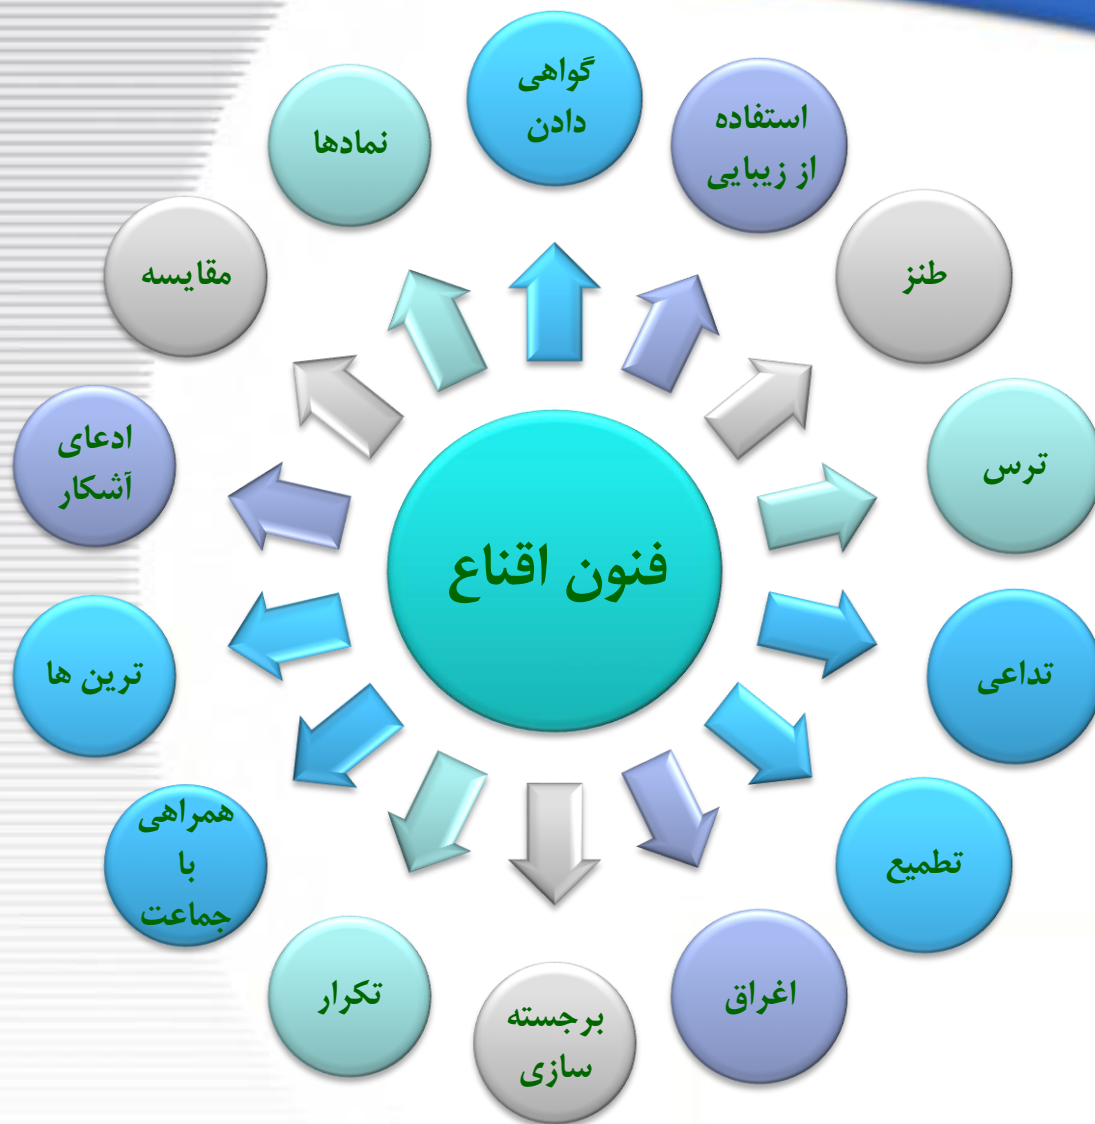 فنون اقناع
گواهی
دادن
استفاده
از زیبایی
طنز
ترس
تداعی
تطمیع
اغراق
برجسته
سازی
تکرار
همراهی
با
جماعت
ترین ها
ادعای
آشکار
مقایسه
نمادها